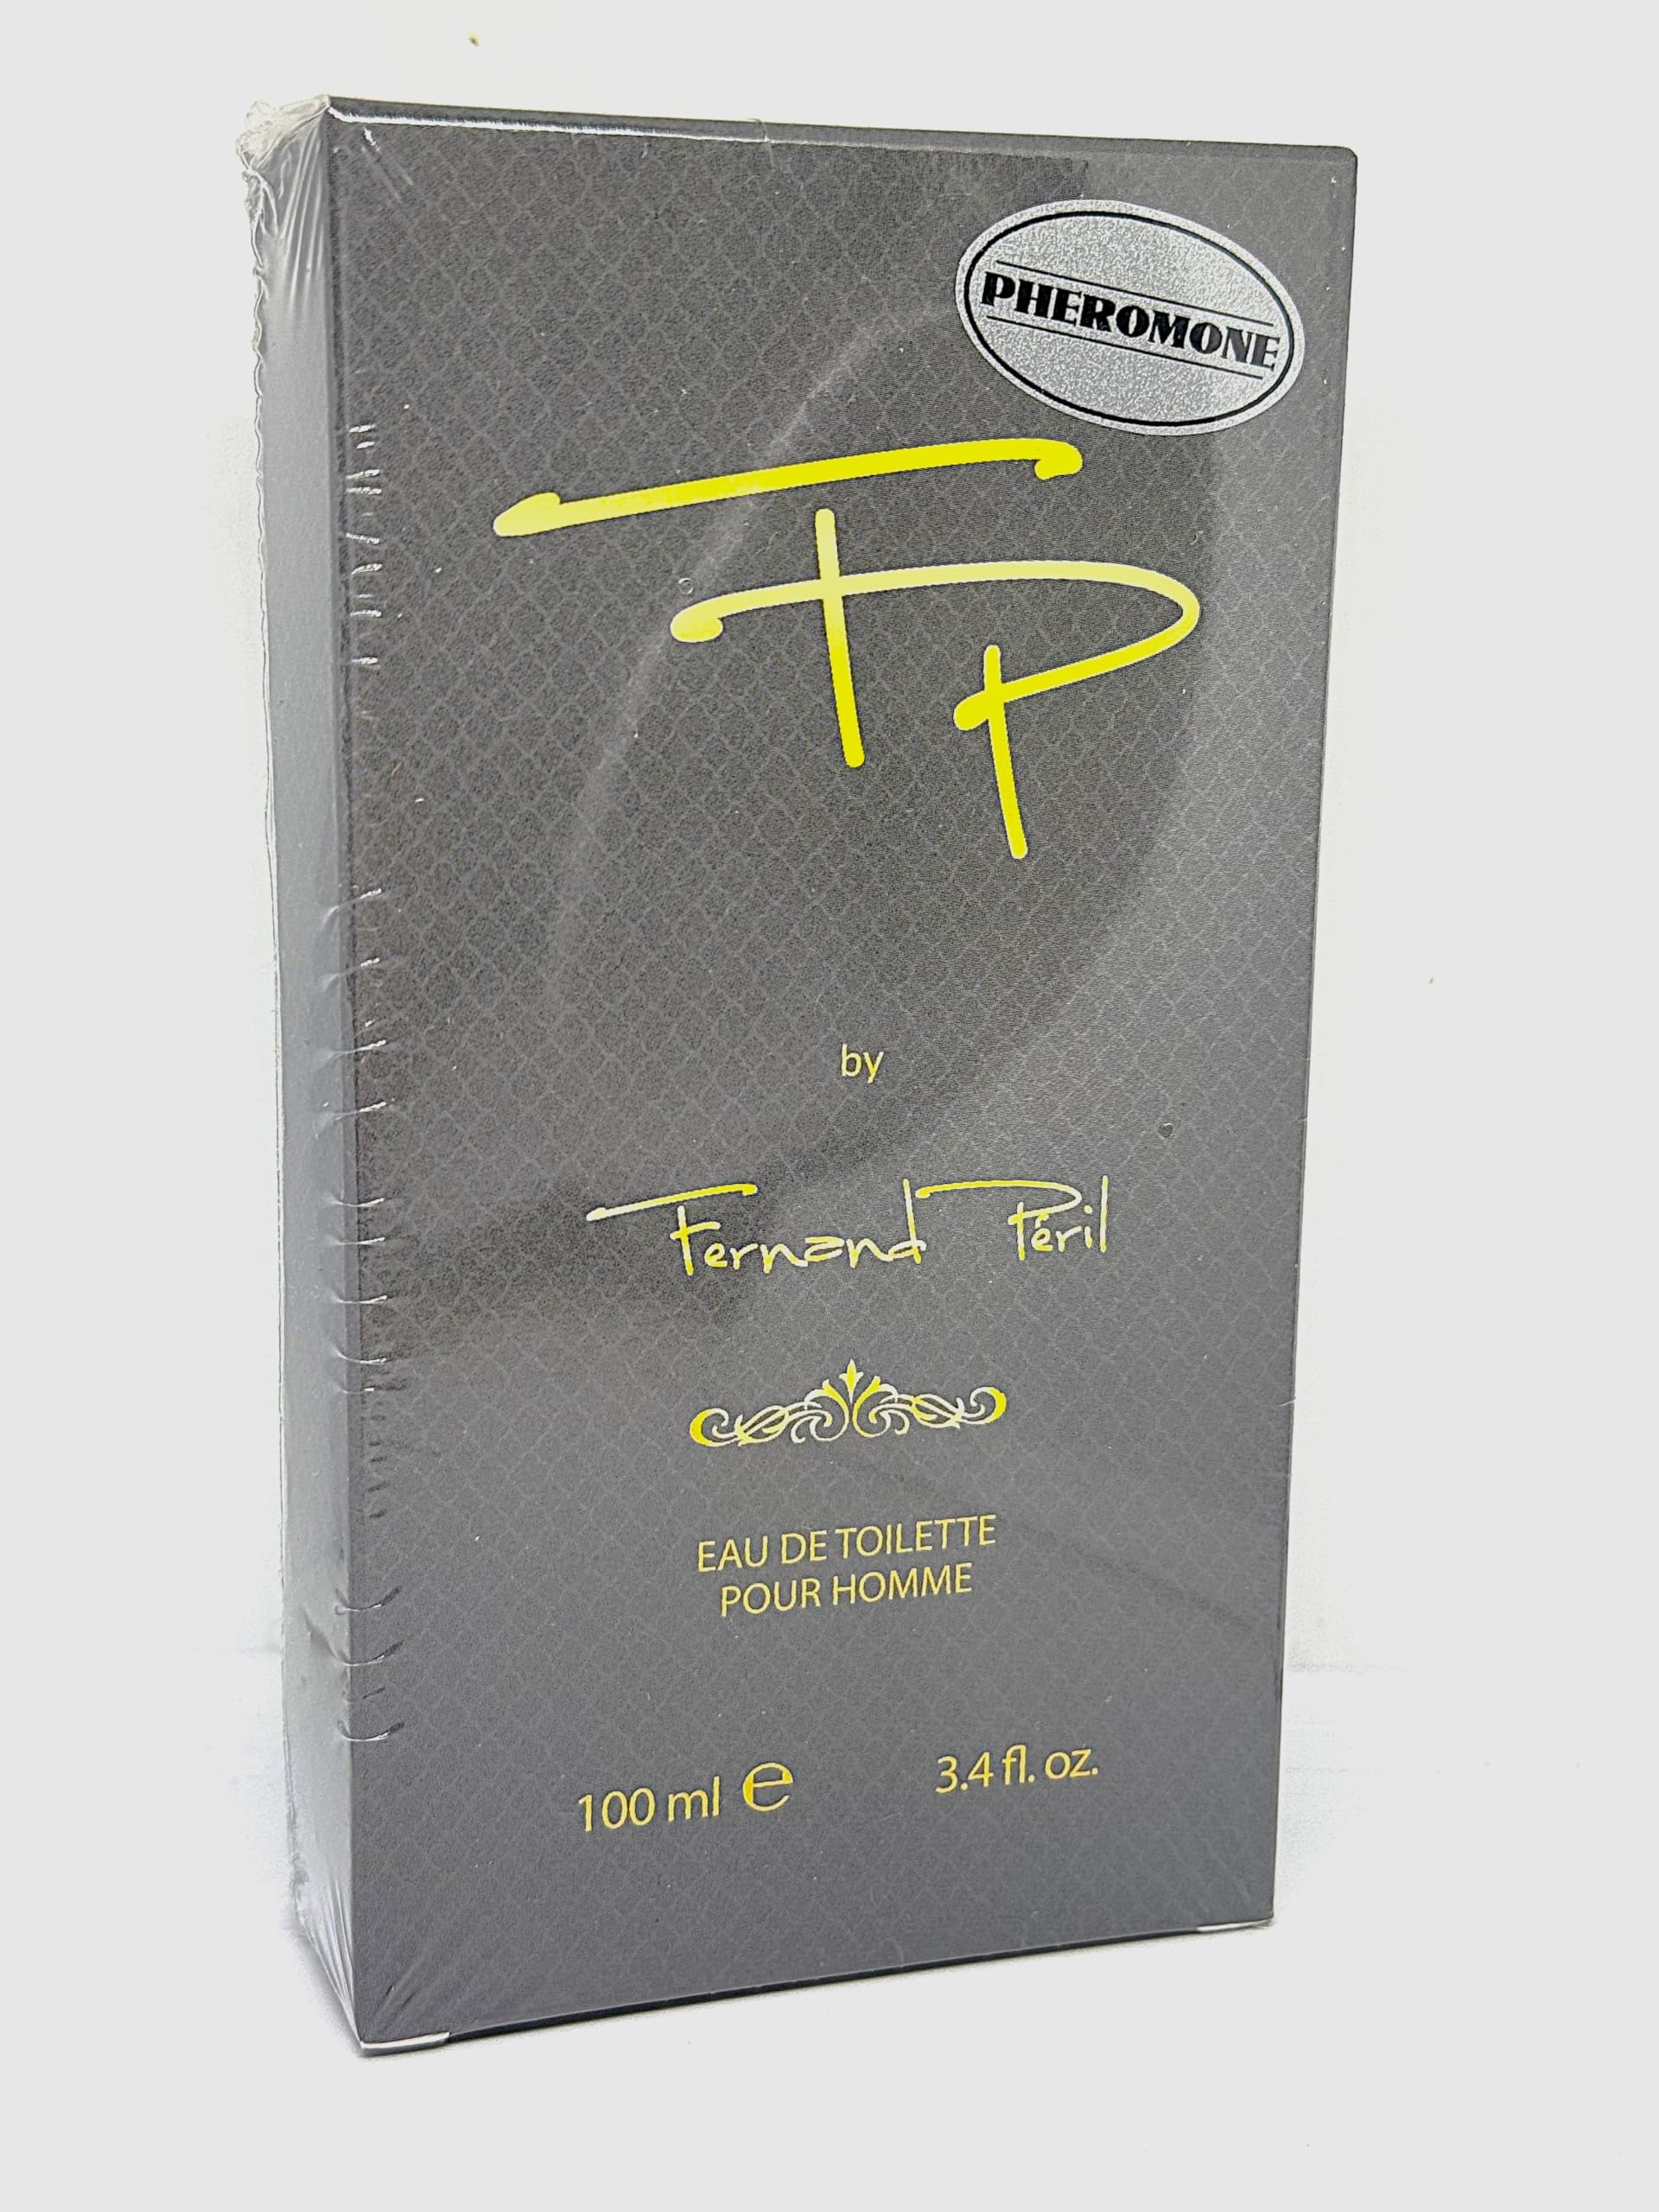 PHEROMONE
FP
by
Fernand Péril
EAU DE TOILETTE
POUR HOMME
100 ml e 3.4 fl. oz.